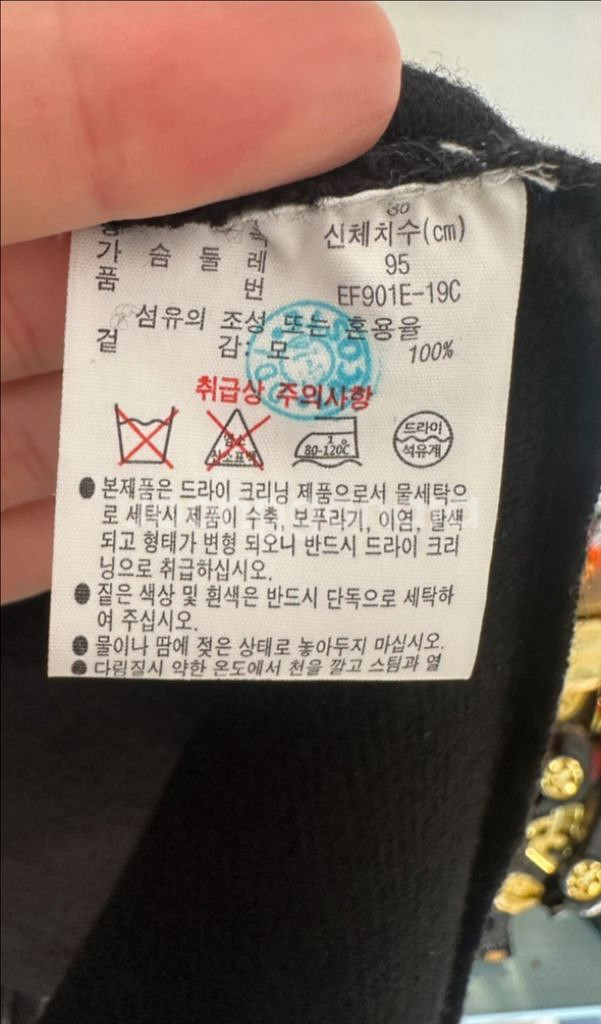 신체치수(cm)
가 슴 둘 레 95
품 번 EF901E-19C
섬유의 조성 또는 혼용율
겉 감: 모 100%
취급상 주의사항
염소
산소표백
80-120℃
드라이
석유계
● 본제품은 드라이 크리닝 제품으로서 물세탁으
로 세탁시 제품이 수축, 보푸라기, 이염, 탈색
되고 형태가 변형 되오니 반드시 드라이 크리
닝으로 취급하십시오.
● 짙은 색상 및 흰색은 반드시 단독으로 세탁하
여 주십시오.
● 물이나 땀에 젖은 상태로 놓아두지 마십시오.
● 다림질시 약한 온도에서 천을 깔고 스팀과 열